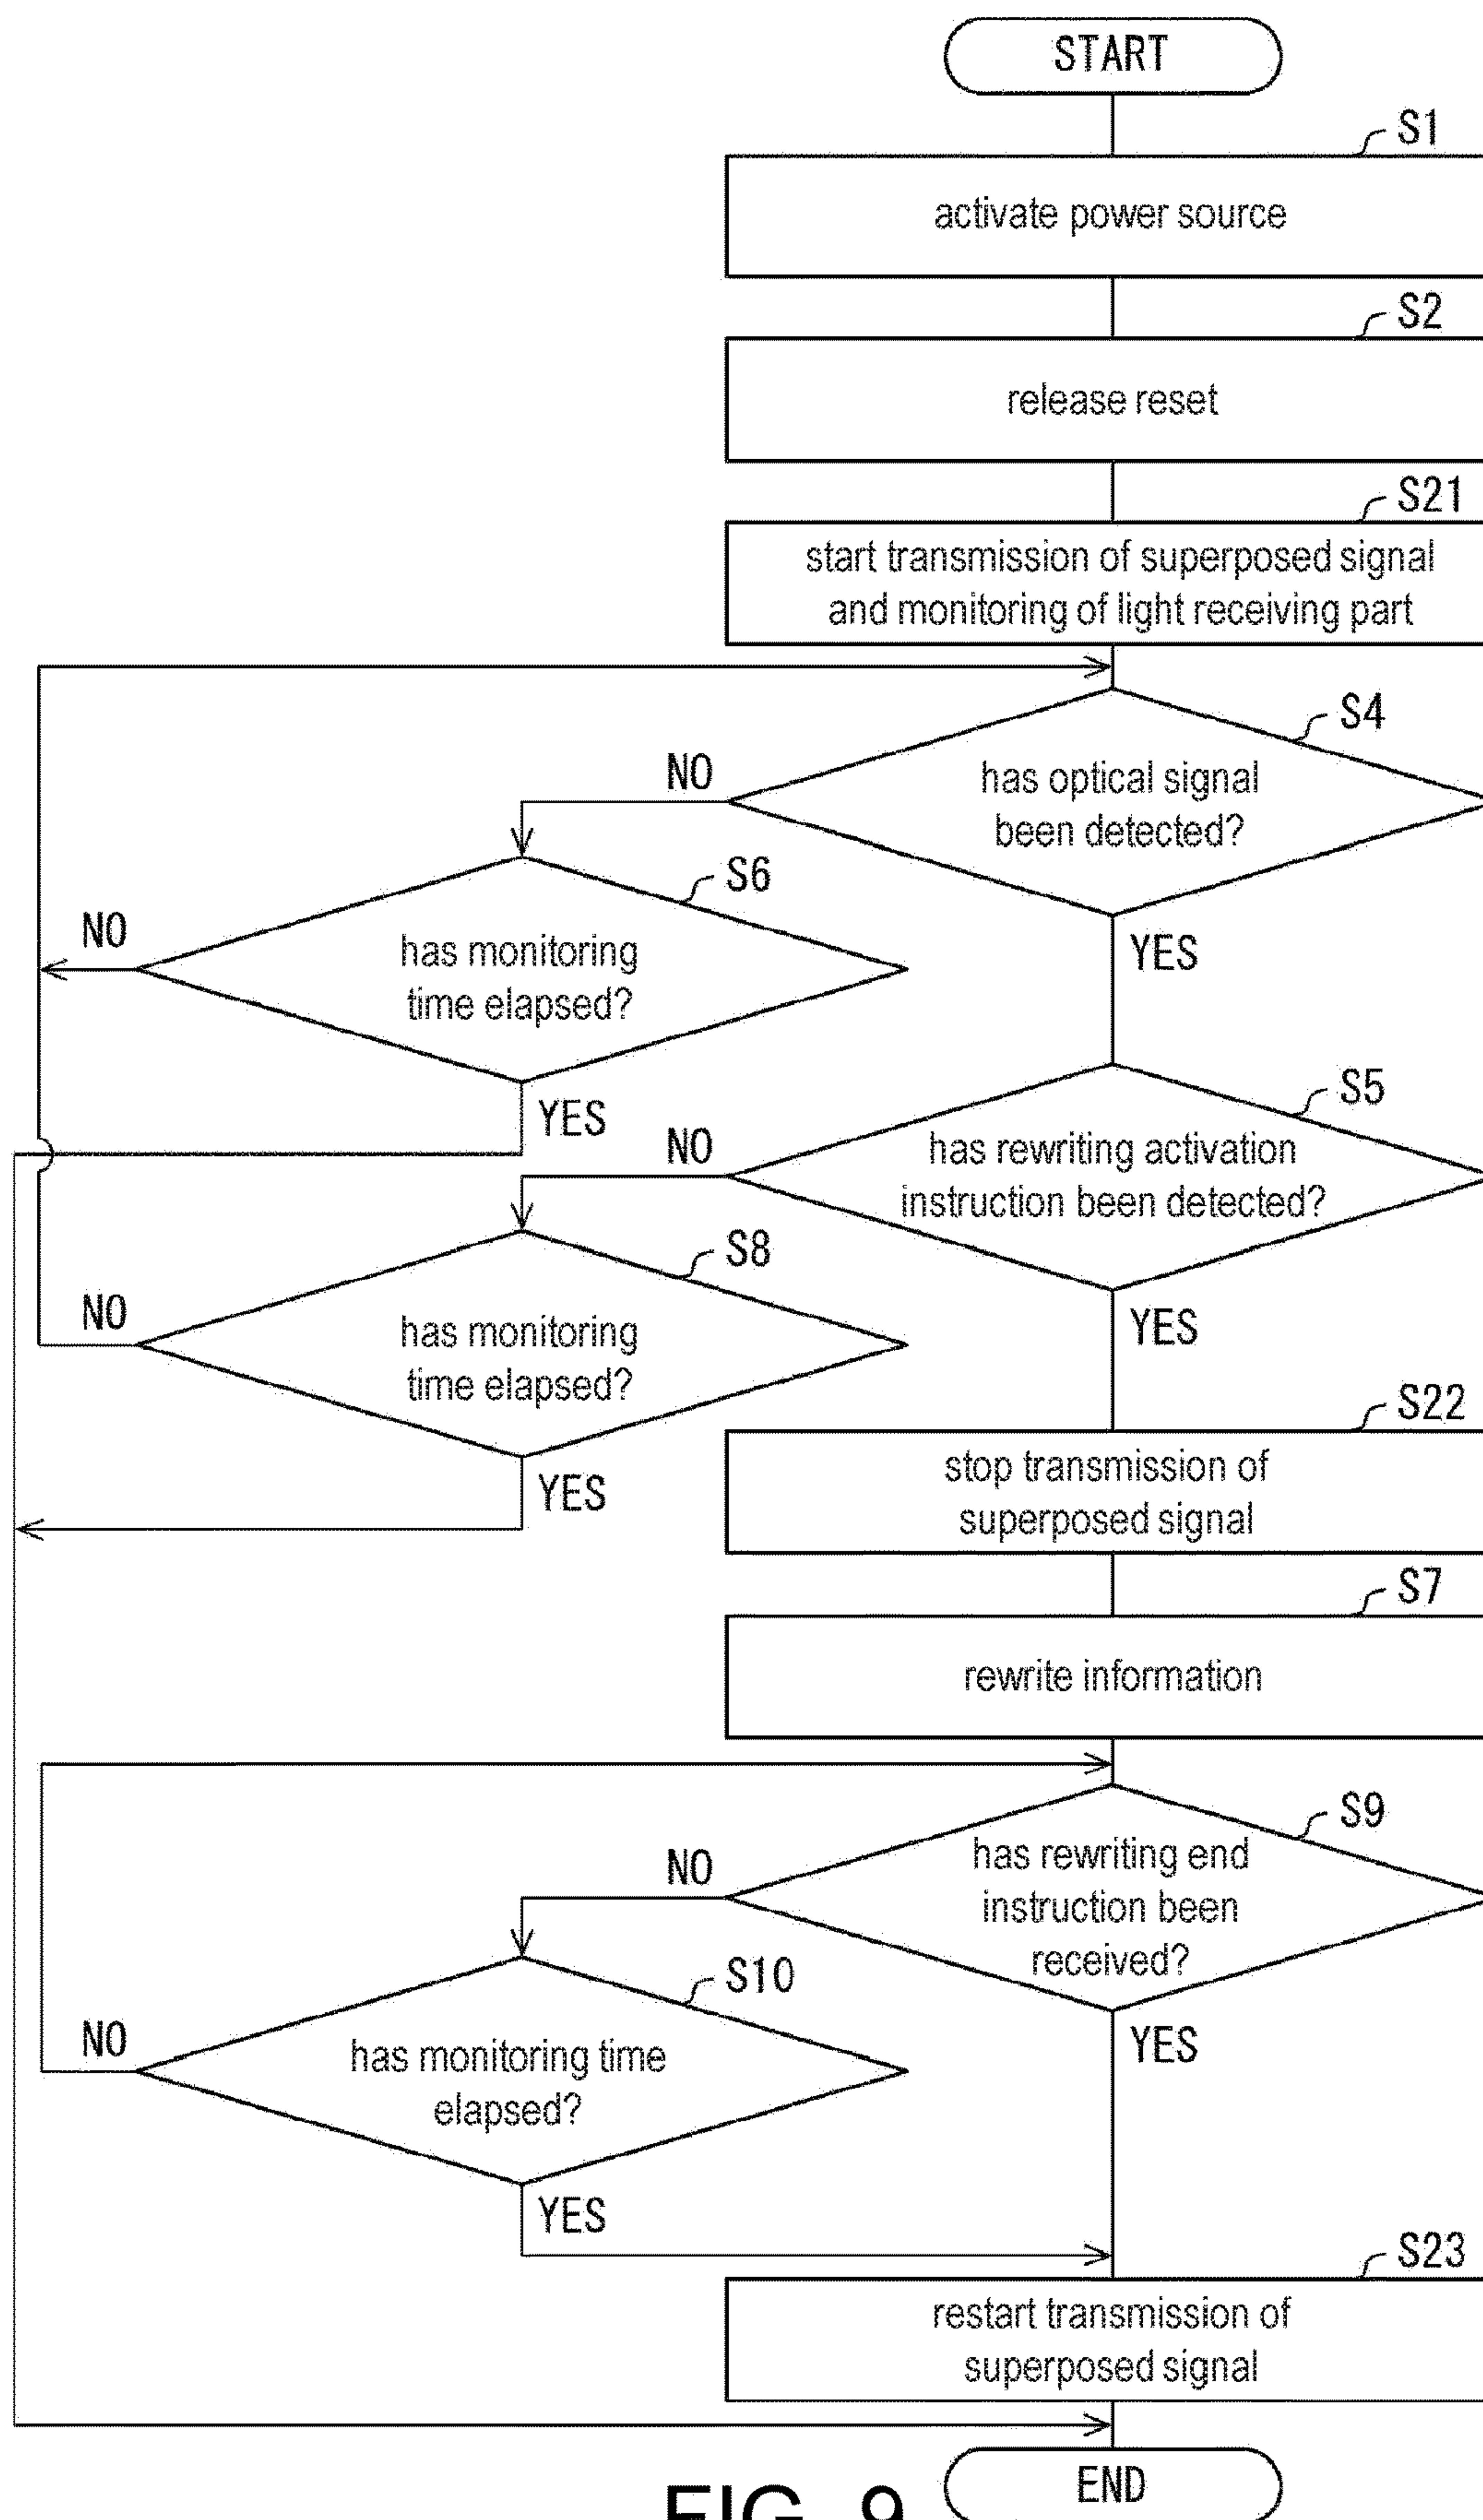 START
S1
activate power source
S2
release reset
S21
start transmission of superposed signal
and monitoring of light receiving part
S4
NO
has optical signal
been detected?
S6
NO
has monitoring
time elapsed?
YES
YES
S5
NO
has rewriting activation
instruction been detected?
S8
NO
has monitoring
time elapsed?
YES
S22
YES
stop transmission of
superposed signal
S7
rewrite information
S9
NO
has rewriting end
instruction been
received?
S10
NO
has monitoring time
elapsed?
YES
YES
S23
restart transmission of
superposed signal
END
FIG. 9